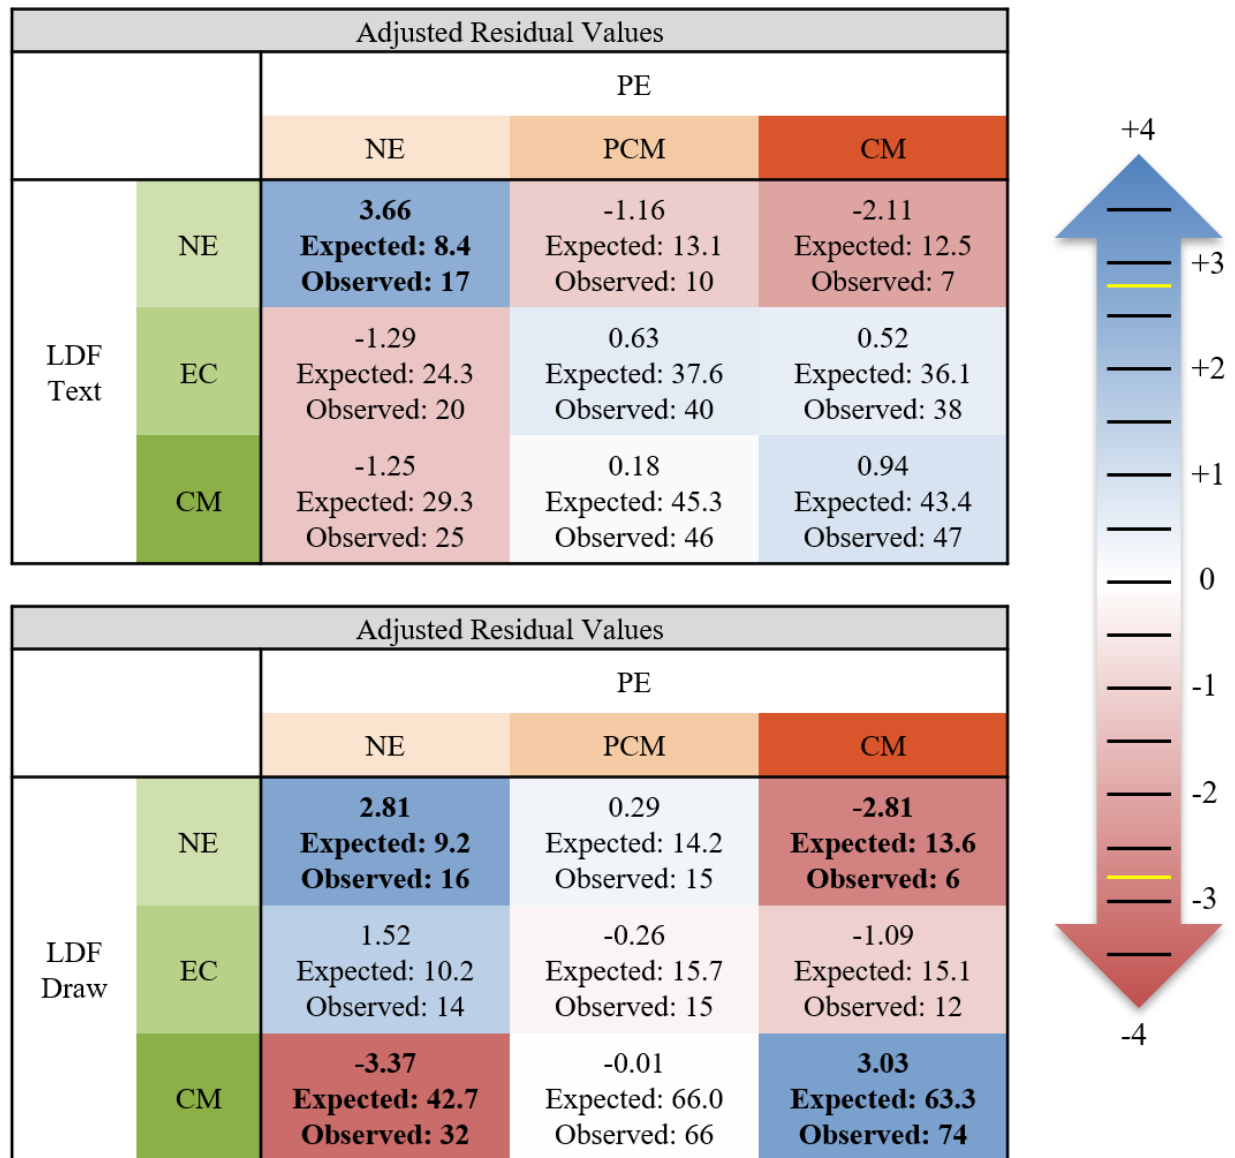 Adjusted Residual Values
PE
NE PCM CM
LDF
Text
NE
3.66
Expected: 8.4
Observed: 17
-1.16
Expected: 13.1
Observed: 10
-2.11
Expected: 12.5
Observed: 7
EC
-1.29
Expected: 24.3
Observed: 20
0.63
Expected: 37.6
Observed: 40
0.52
Expected: 36.1
Observed: 38
CM
-1.25
Expected: 29.3
Observed: 25
0.18
Expected: 45.3
Observed: 46
0.94
Expected: 43.4
Observed: 47
Adjusted Residual Values
PE
NE PCM CM
LDF
Draw
NE
2.81
Expected: 9.2
Observed: 16
0.29
Expected: 14.2
Observed: 15
-2.81
Expected: 13.6
Observed: 6
EC
1.52
Expected: 10.2
Observed: 14
-0.26
Expected: 15.7
Observed: 15
-1.09
Expected: 15.1
Observed: 12
CM
-3.37
Expected: 42.7
Observed: 32
-0.01
Expected: 66.0
Observed: 66
3.03
Expected: 63.3
Observed: 74
+4
+3
+2
+1
0
-1
-2
-3
-4